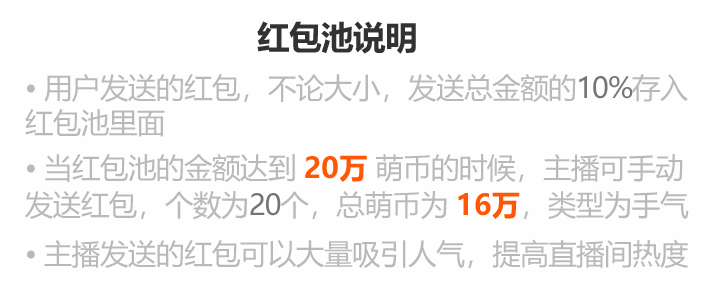 红包池说明
• 用户发送的红包，不论大小，发送总金额的10%存入
红包池里面
• 当红包池的金额达到 20万 萌币的时候，主播可手动
发送红包，个数为20个，总萌币为 16万，类型为手气
• 主播发送的红包可以大量吸引人气，提高直播间热度